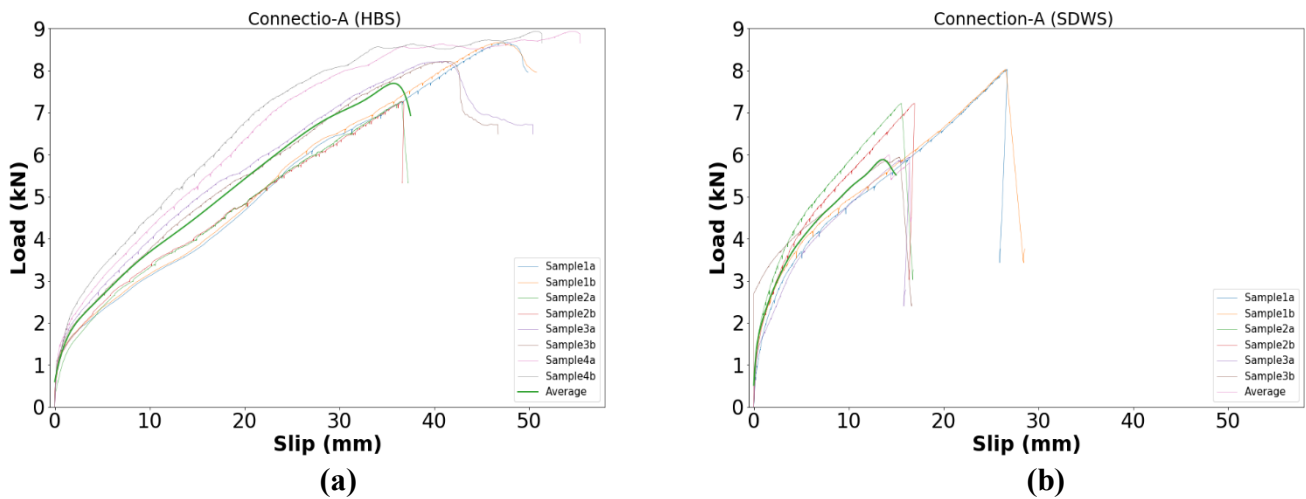 Connectio-A (HBS)
9
8
7
6
5
4
3
2
1
0
Load (kN)
0 10 20 30 40 50
Slip (mm)
Sample1a
Sample1b
Sample2a
Sample2b
Sample3a
Sample3b
Sample4a
Sample4b
Average
(a)
Connection-A (SDWS)
9
8
7
6
5
4
3
2
1
0
Load (kN)
0 10 20 30 40 50
Slip (mm)
Sample1a
Sample1b
Sample2a
Sample2b
Sample3a
Sample3b
Average
(b)